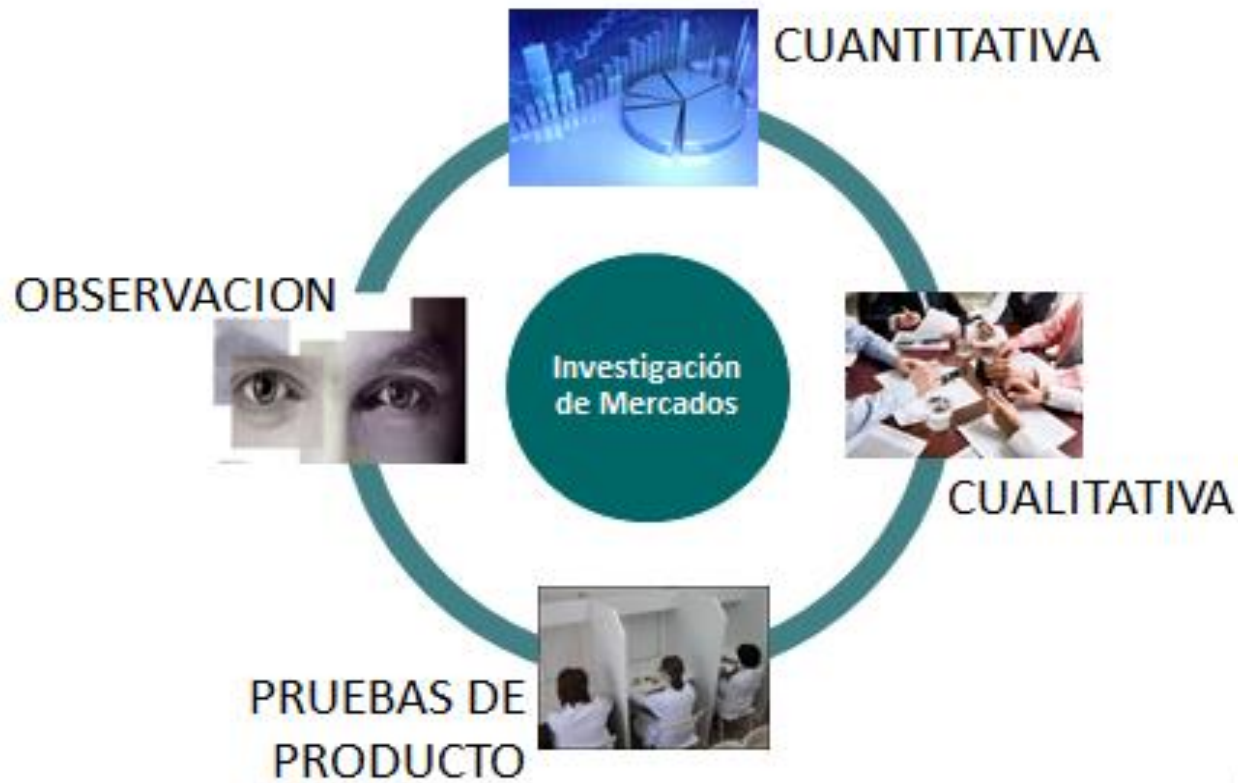 CUANTITATIVA
OBSERVACION
Investigación
de Mercados
CUALITATIVA
PRUEBAS DE
PRODUCTO